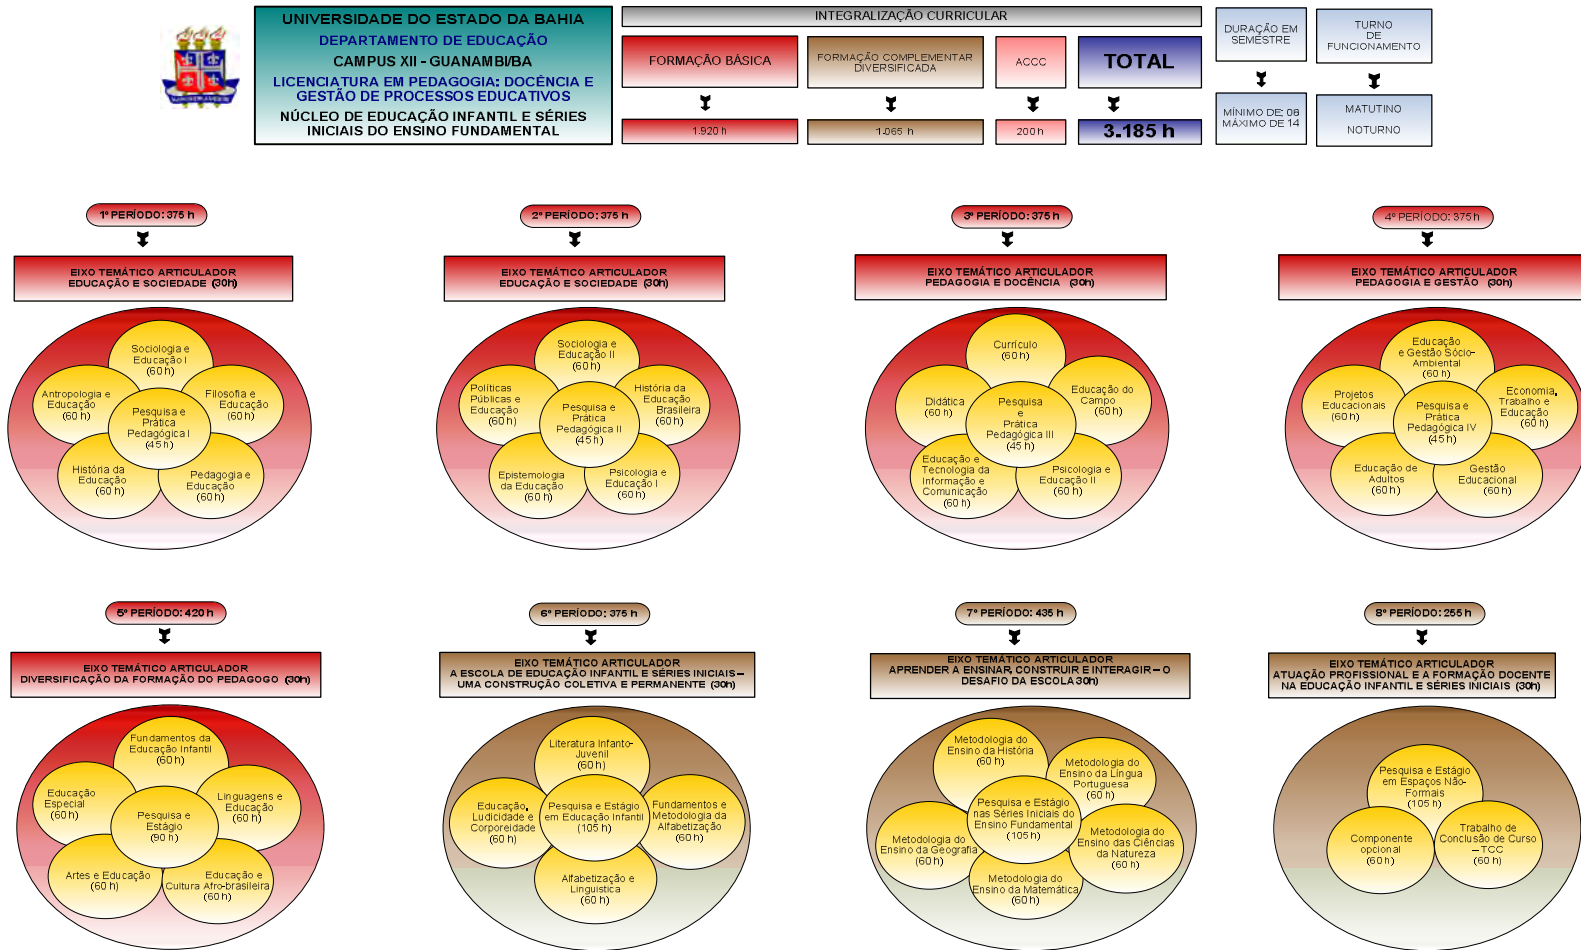 UNIVERSIDADE DO ESTADO DA BAHIA
DEPARTAMENTO DE EDUCAÇÃO
CAMPUS XII - GUANAMBI/BA
LICENCIATURA EM PEDAGOGIA: DOCÊNCIA E
GESTÃO DE PROCESSOS EDUCATIVOS
NÚCLEO DE EDUCAÇÃO INFANTIL E SÉRIES
INICIAIS DO ENSINO FUNDAMENTAL
INTEGRALIZAÇÃO CURRICULAR
FORMAÇÃO BÁSICA
1.920 h
FORMAÇÃO COMPLEMENTAR
DIVERSIFICADA
1.065 h
ACCC
200 h
TOTAL
3.185 h
DURAÇÃO EM
SEMESTRE
MÍNIMO DE: 08
MÁXIMO DE 14
TURNO
DE
FUNCIONAMENTO
MATUTINO
NOTURNO
1º PERÍODO: 375 h
EIXO TEMÁTICO ARTICULADOR
EDUCAÇÃO E SOCIEDADE (30h)
Sociologia e
Educação I
(60 h)
Antropologia e
Educação
(60 h)
Filosofia e
Educação
(60 h)
Pesquisa e
Prática
Pedagógica I
(45 h)
História da
Educação
(60 h)
Pedagogia e
Educação
(60 h)
2º PERÍODO: 375 h
EIXO TEMÁTICO ARTICULADOR
EDUCAÇÃO E SOCIEDADE (30h)
Sociologia e
Educação II
(60 h)
Políticas
Públicas e
Educação
(60 h)
História da
Educação
Brasileira
(60 h)
Pesquisa e
Prática
Pedagógica II
(45 h)
Epistemologia
da Educação
(60 h)
Psicologia e
Educação I
(60 h)
3º PERÍODO: 375 h
EIXO TEMÁTICO ARTICULADOR
PEDAGOGIA E DOCÊNCIA (30h)
Currículo
(60 h)
Didática
(60 h)
Educação do
Campo
(60 h)
Pesquisa
e
Prática
Pedagógica III
(45 h)
Educação e
Tecnologia da
Informação e
Comunicação
(60 h)
Psicologia e
Educação II
(60 h)
4º PERÍODO: 375 h
EIXO TEMÁTICO ARTICULADOR
PEDAGOGIA E GESTÃO (30h)
Educação
e Gestão Sócio-
Ambiental
(60 h)
Projetos
Educacionais
(60 h)
Economia,
Trabalho e
Educação
(60 h)
Pesquisa e
Prática
Pedagógica IV
(45 h)
Educação de
Adultos
(60 h)
Gestão
Educacional
(60 h)
5º PERÍODO: 420 h
EIXO TEMÁTICO ARTICULADOR
DIVERSIFICAÇÃO DA FORMAÇÃO DO PEDAGOGO (30h)
Fundamentos da
Educação Infantil
(60 h)
Educação
Especial
(60 h)
Linguagens e
Educação
(60 h)
Pesquisa e
Estágio
(90 h)
Artes e Educação
(60 h)
Educação e
Cultura Afro-brasileira
(60 h)
6º PERÍODO: 375 h
EIXO TEMÁTICO ARTICULADOR
A ESCOLA DE EDUCAÇÃO INFANTIL E SÉRIES INICIAIS –
UMA CONSTRUÇÃO COLETIVA E PERMANENTE (30h)
Literatura Infanto-
Juvenil
(60 h)
Educação,
Ludicidade e
Corporeidade
(60 h)
Pesquisa e Estágio
em Educação Infantil
(105 h)
Fundamentos e
Metodologia da
Alfabetização
(60 h)
Alfabetização e
Linguistica
(60 h)
7º PERÍODO: 435 h
EIXO TEMÁTICO ARTICULADOR
APRENDER A ENSINAR, CONSTRUIR E INTERAGIR – O
DESAFIO DA ESCOLA 30h)
Metodologia do
Ensino da História
(60 h)
Metodologia do
Ensino da Língua
Portuguesa
(60 h)
Pesquisa e Estágio
nas Séries Iniciais do
Ensino Fundamental
(105 h)
Metodologia do
Ensino da Geografia
(60 h)
Metodologia do
Ensino das Ciências
da Natureza
(60 h)
Metodologia do
Ensino da Matemática
(60 h)
8º PERÍODO: 255 h
EIXO TEMÁTICO ARTICULADOR
ATUAÇÃO PROFISSIONAL E A FORMAÇÃO DOCENTE
NA EDUCAÇÃO INFANTIL E SÉRIES INICIAIS (30h)
Pesquisa e Estágio
em Espaços Não-
Formais
(105 h)
Componente
opcional
(60 h)
Trabalho de
Conclusão de Curso
– TCC
(60 h)